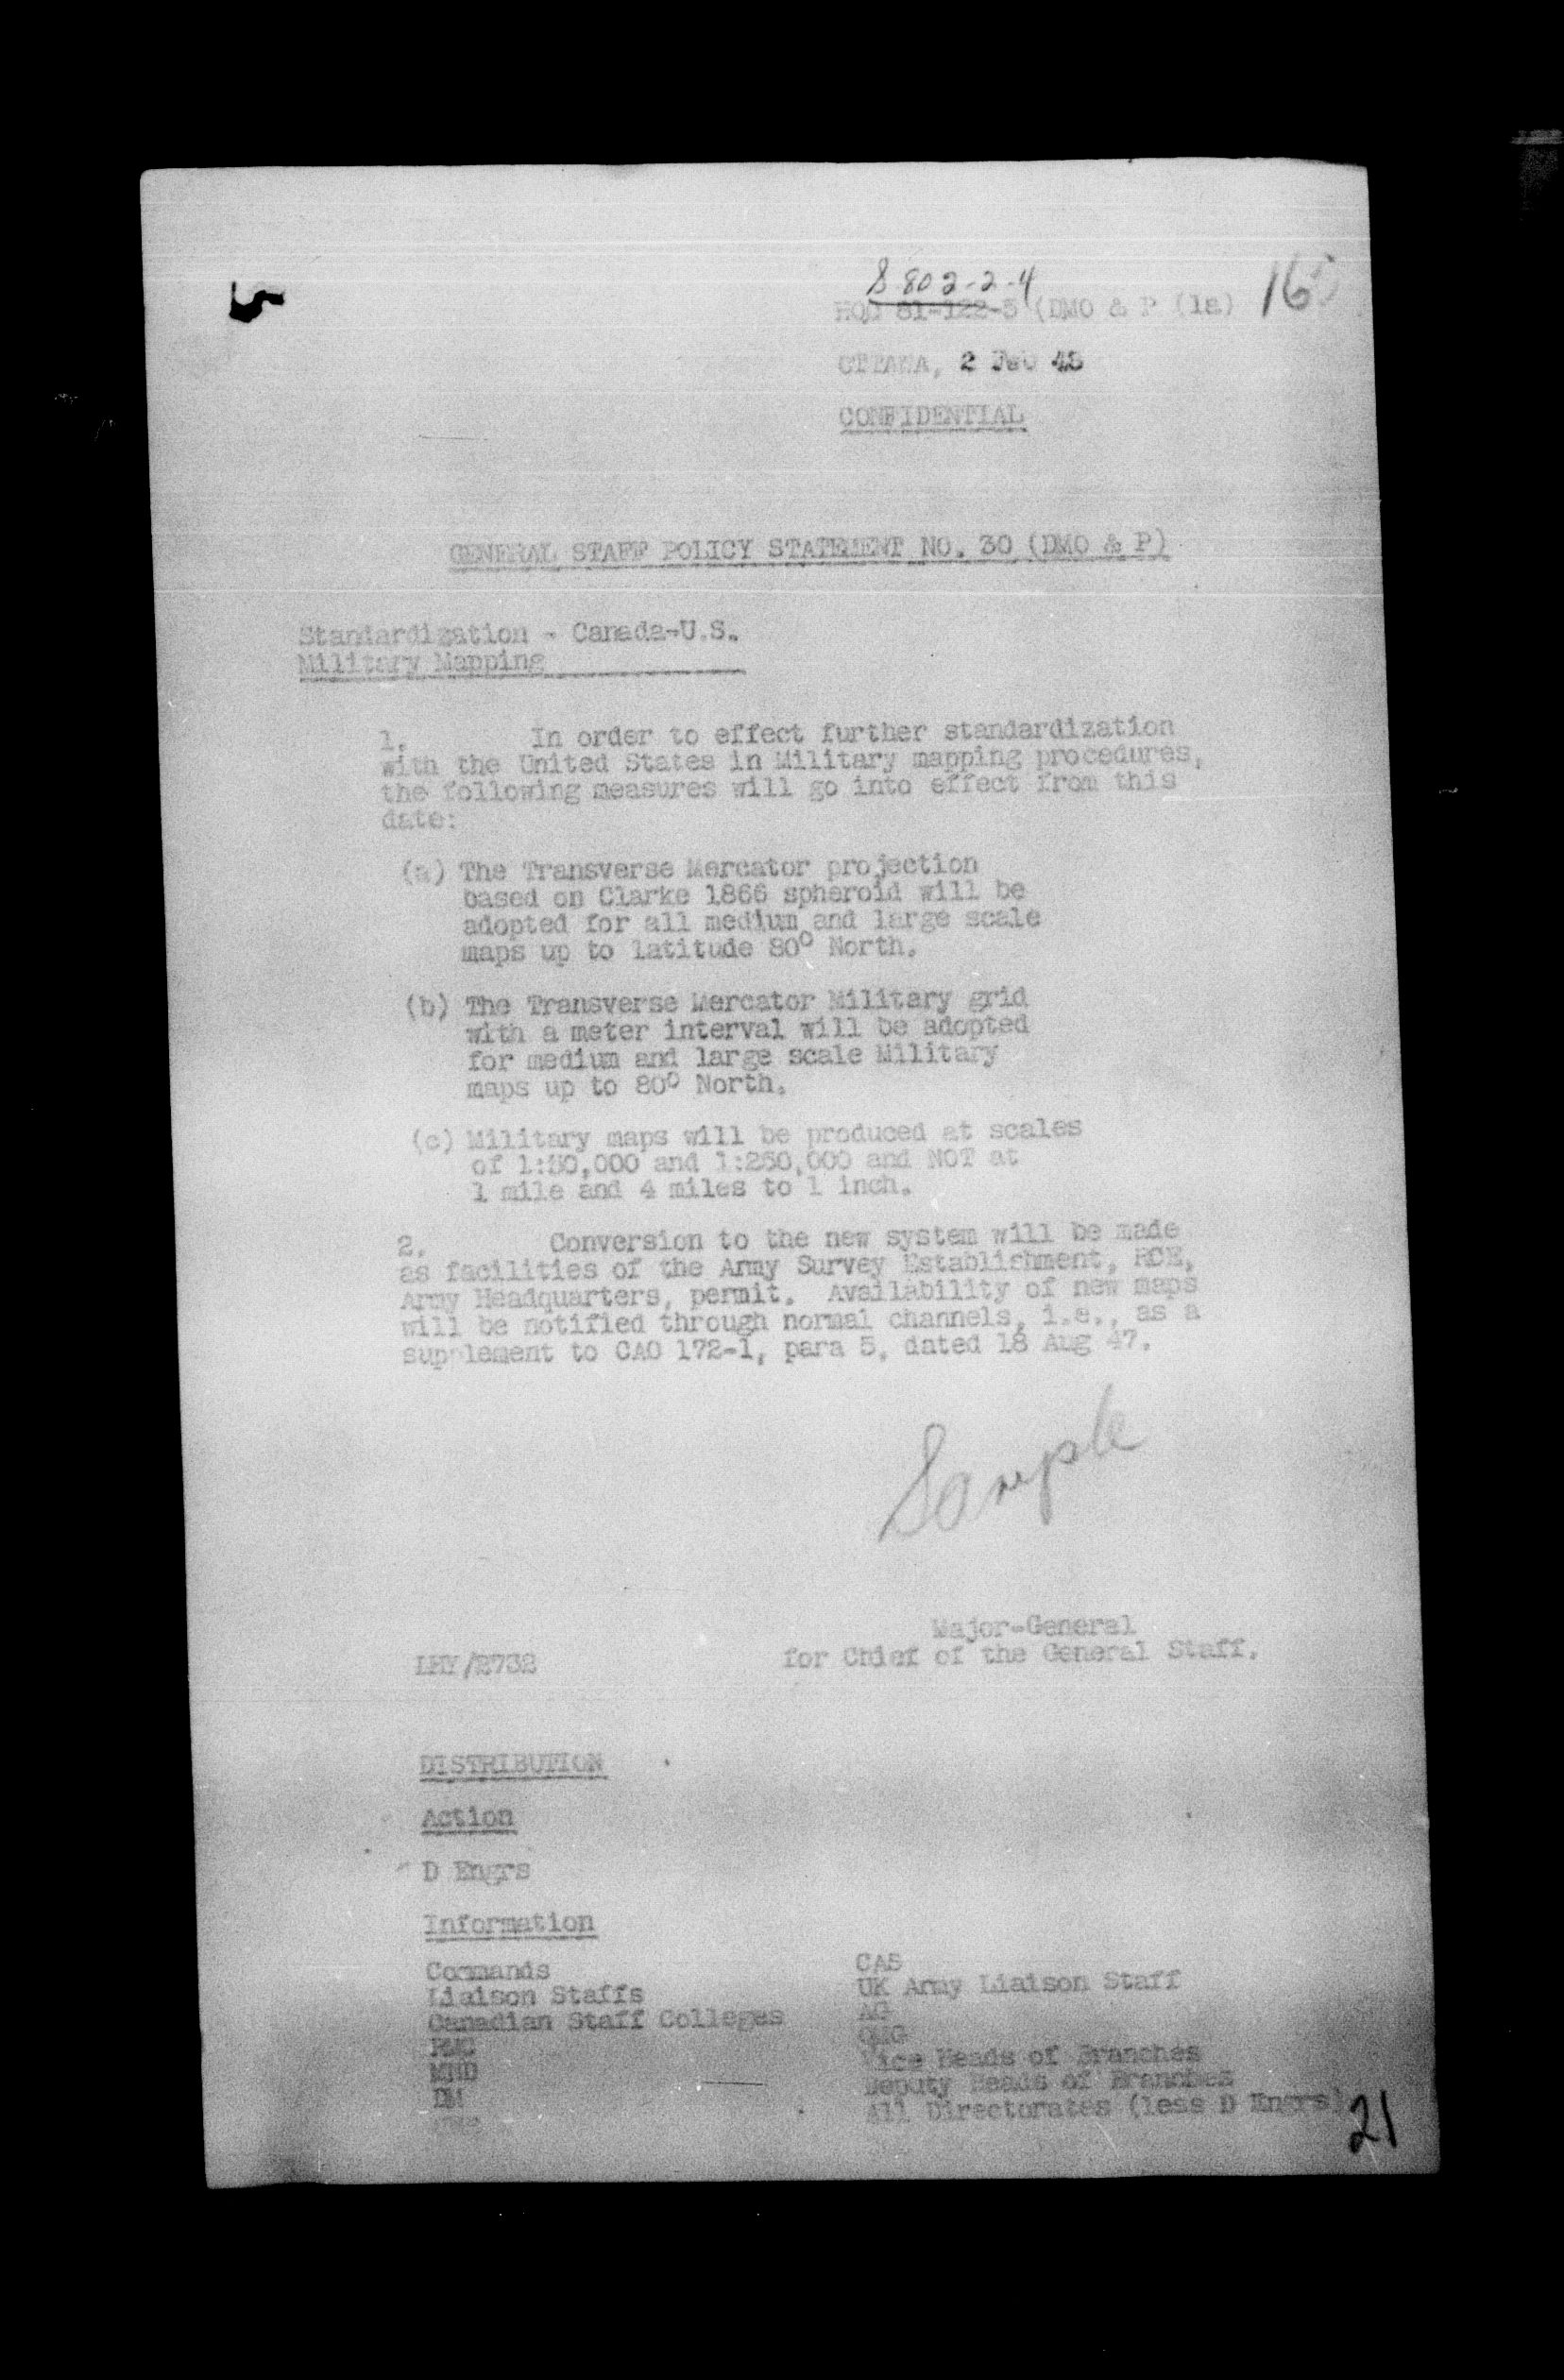 S 802-2-4
HQC 81-122-5 (DMO & P (1a)
16
OTTAWA, 2 Feb 48
CONFIDENTIAL
GENERAL STAFF POLICY STATEMENT NO. 30 (DMO & P)
Standardization - Canada-U.S.
Military Mapping
1. In order to effect further standardization
with the United States in Military mapping procedures,
the following measures will go into effect from this
date:
(a) The Transverse Mercator projection
based on Clarke 1866 spheroid will be
adopted for all medium and large scale
maps up to latitude 80° North.
(b) The Transverse Mercator Military grid
with a meter interval will be adopted
for medium and large scale Military
maps up to 80° North.
(c) Military maps will be produced at scales
of 1:50,000 and 1:250,000 and NOT at
1 mile and 4 miles to 1 inch.
2. Conversion to the new system will be made
as facilities of the Army Survey Establishment, RCE,
Army Headquarters, permit. Availability of new maps
will be notified through normal channels, i.e., as a
supplement to CAO 172-1, para 5, dated 18 Aug 47.
Sample
Major-General
for Chief of the General Staff.
LHY/2732
DISTRIBUTION
Action
D Engrs
Information
Commands
Liaison Staffs
Canadian Staff Colleges
RMC
MND
DM
CAS
UK Army Liaison Staff
AG
QMG
Vice Heads of Branches
Deputy Heads of Branches
All Directorates (less D Engrs)
21